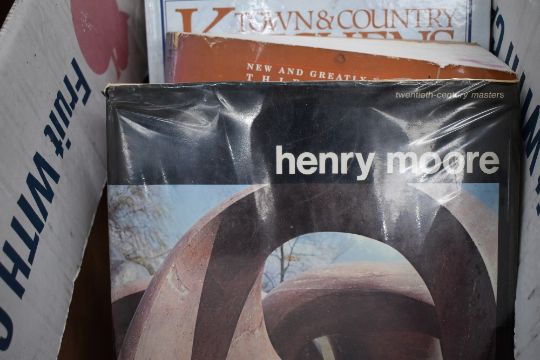 TOWN & COUNTRY
NEW AND GREATLY
twentieth-century masters
henry moore
Fruit WITH